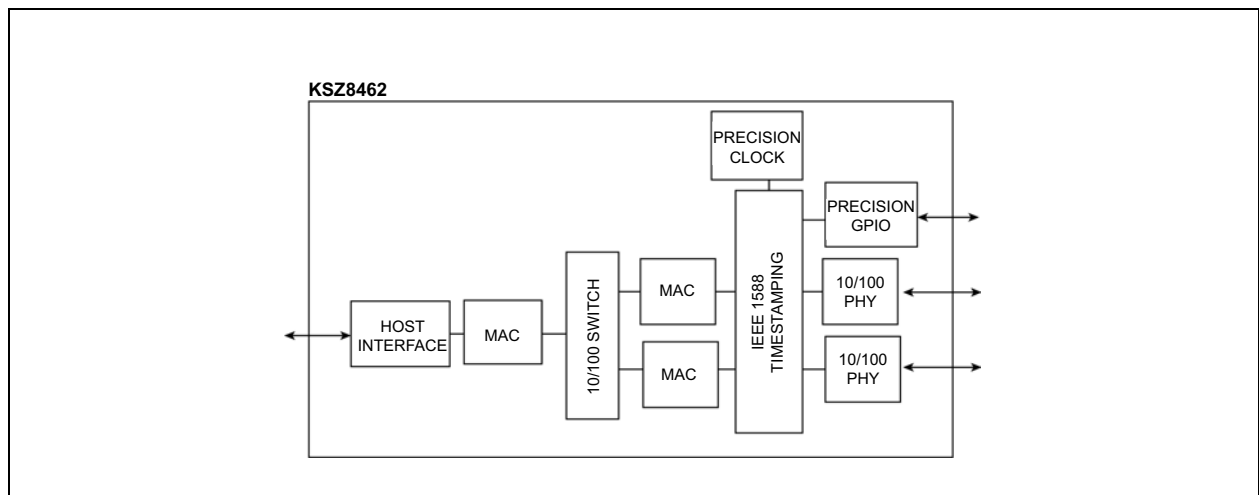 KSZ8462
PRECISION
CLOCK
PRECISION
GPIO
HOST
INTERFACE
MAC
10/100 SWITCH
MAC
MAC
IEEE 1588
TIMESTAMPING
10/100
PHY
10/100
PHY